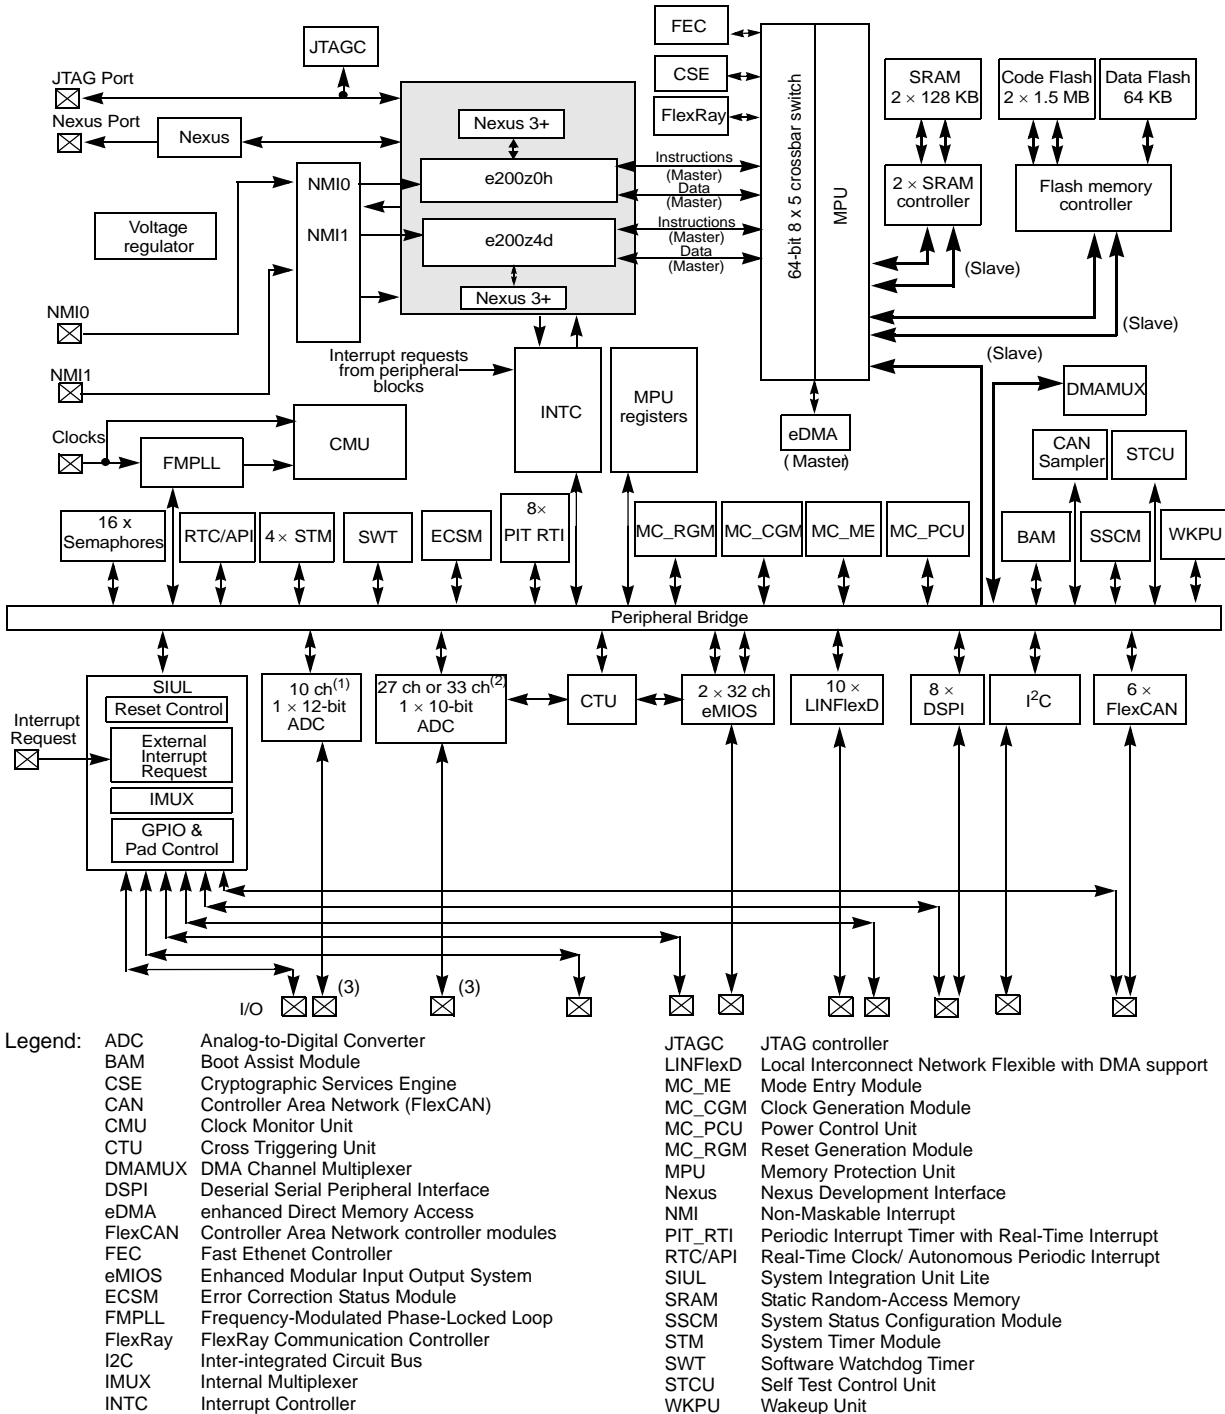 FEC
JTAGC
CSE
FlexRay
64-bit 8 x 5 crossbar switch
MPU
SRAM
2 × 128 KB
Code Flash
2 × 1.5 MB
Data Flash
64 KB
JTAG Port
Nexus Port
Nexus
Nexus 3+
e200z0h
Instructions
(Master)
Data
(Master)
NMI0
NMI1
e200z4d
Instructions
(Master)
Data
(Master)
Nexus 3+
2 × SRAM
controller
Flash memory
controller
Voltage
regulator
(Slave)
(Slave)
(Slave)
NMI0
NMI1
Interrupt requests
from peripheral
blocks
INTC
MPU
registers
DMAMUX
eDMA
(Master)
Clocks
FMPLL
CMU
CAN
Sampler
STCU
16 x
Semaphores
RTC/API
4 × STM
SWT
ECSM
8×
PIT RTI
MC_RGM
MC_CGM
MC_ME
MC_PCU
BAM
SSCM
WKPU
Peripheral Bridge
SIUL
Reset Control
External
Interrupt
Request
IMUX
GPIO &
Pad Control
Interrupt
Request
10 ch(1)
1 × 12-bit
ADC
27 ch or 33 ch(2)
1 × 10-bit
ADC
CTU
2 × 32 ch
eMIOS
10 ×
LINFlexD
8 ×
DSPI
I2C
6 ×
FlexCAN
I/O
(3)
(3)
Legend:
ADC Analog-to-Digital Converter
BAM Boot Assist Module
CSE Cryptographic Services Engine
CAN Controller Area Network (FlexCAN)
CMU Clock Monitor Unit
CTU Cross Triggering Unit
DMAMUX DMA Channel Multiplexer
DSPI Deserial Serial Peripheral Interface
eDMA enhanced Direct Memory Access
FlexCAN Controller Area Network controller modules
FEC Fast Ethenet Controller
eMIOS Enhanced Modular Input Output System
ECSM Error Correction Status Module
FMPLL Frequency-Modulated Phase-Locked Loop
FlexRay FlexRay Communication Controller
I2C Inter-integrated Circuit Bus
IMUX Internal Multiplexer
INTC Interrupt Controller
JTAGC JTAG controller
LINFlexD Local Interconnect Network Flexible with DMA support
MC_ME Mode Entry Module
MC_CGM Clock Generation Module
MC_PCU Power Control Unit
MC_RGM Reset Generation Module
MPU Memory Protection Unit
Nexus Nexus Development Interface
NMI Non-Maskable Interrupt
PIT_RTI Periodic Interrupt Timer with Real-Time Interrupt
RTC/API Real-Time Clock/ Autonomous Periodic Interrupt
SIUL System Integration Unit Lite
SRAM Static Random-Access Memory
SSCM System Status Configuration Module
STM System Timer Module
SWT Software Watchdog Timer
STCU Self Test Control Unit
WKPU Wakeup Unit